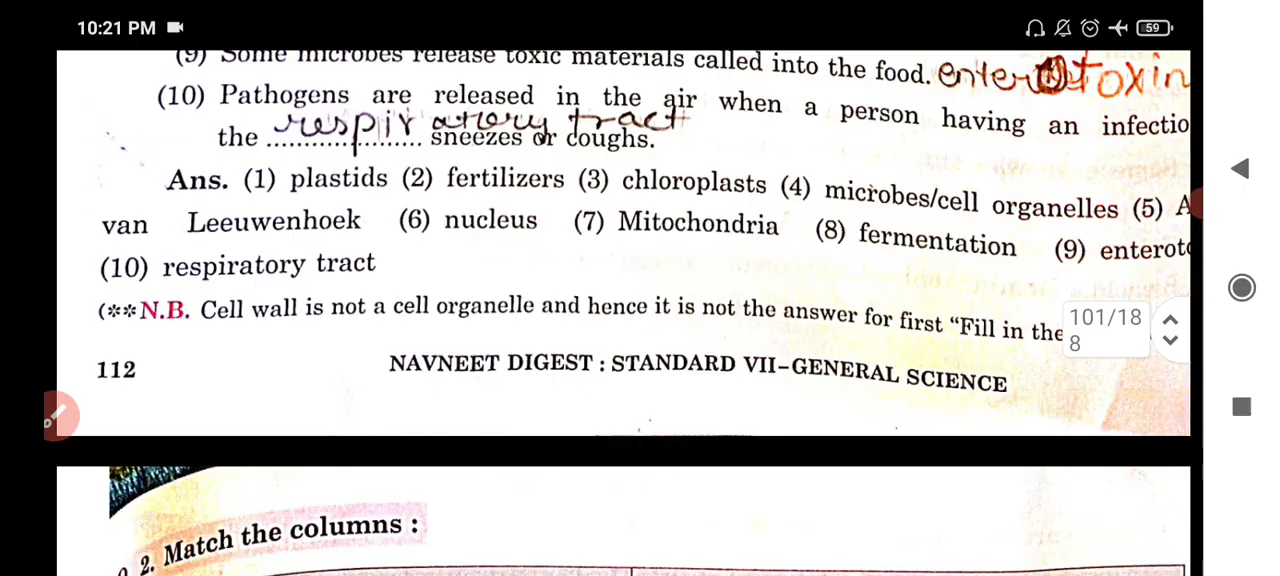 10:21 PM
59
(9) Some microbes release toxic materials called into the food. enterotoxin
(10) Pathogens are released in the air when a person having an infectio
respiratory tract
the ...................... sneezes or coughs.
Ans. (1) plastids (2) fertilizers (3) chloroplasts (4) microbes/cell organelles (5) A
van Leeuwenhoek (6) nucleus (7) Mitochondria (8) fermentation (9) enteroto
(10) respiratory tract
(**N.B. Cell wall is not a cell organelle and hence it is not the answer for first “Fill in the
101/18
8
112 NAVNEET DIGEST : STANDARD VII-GENERAL SCIENCE
2. Match the columns :